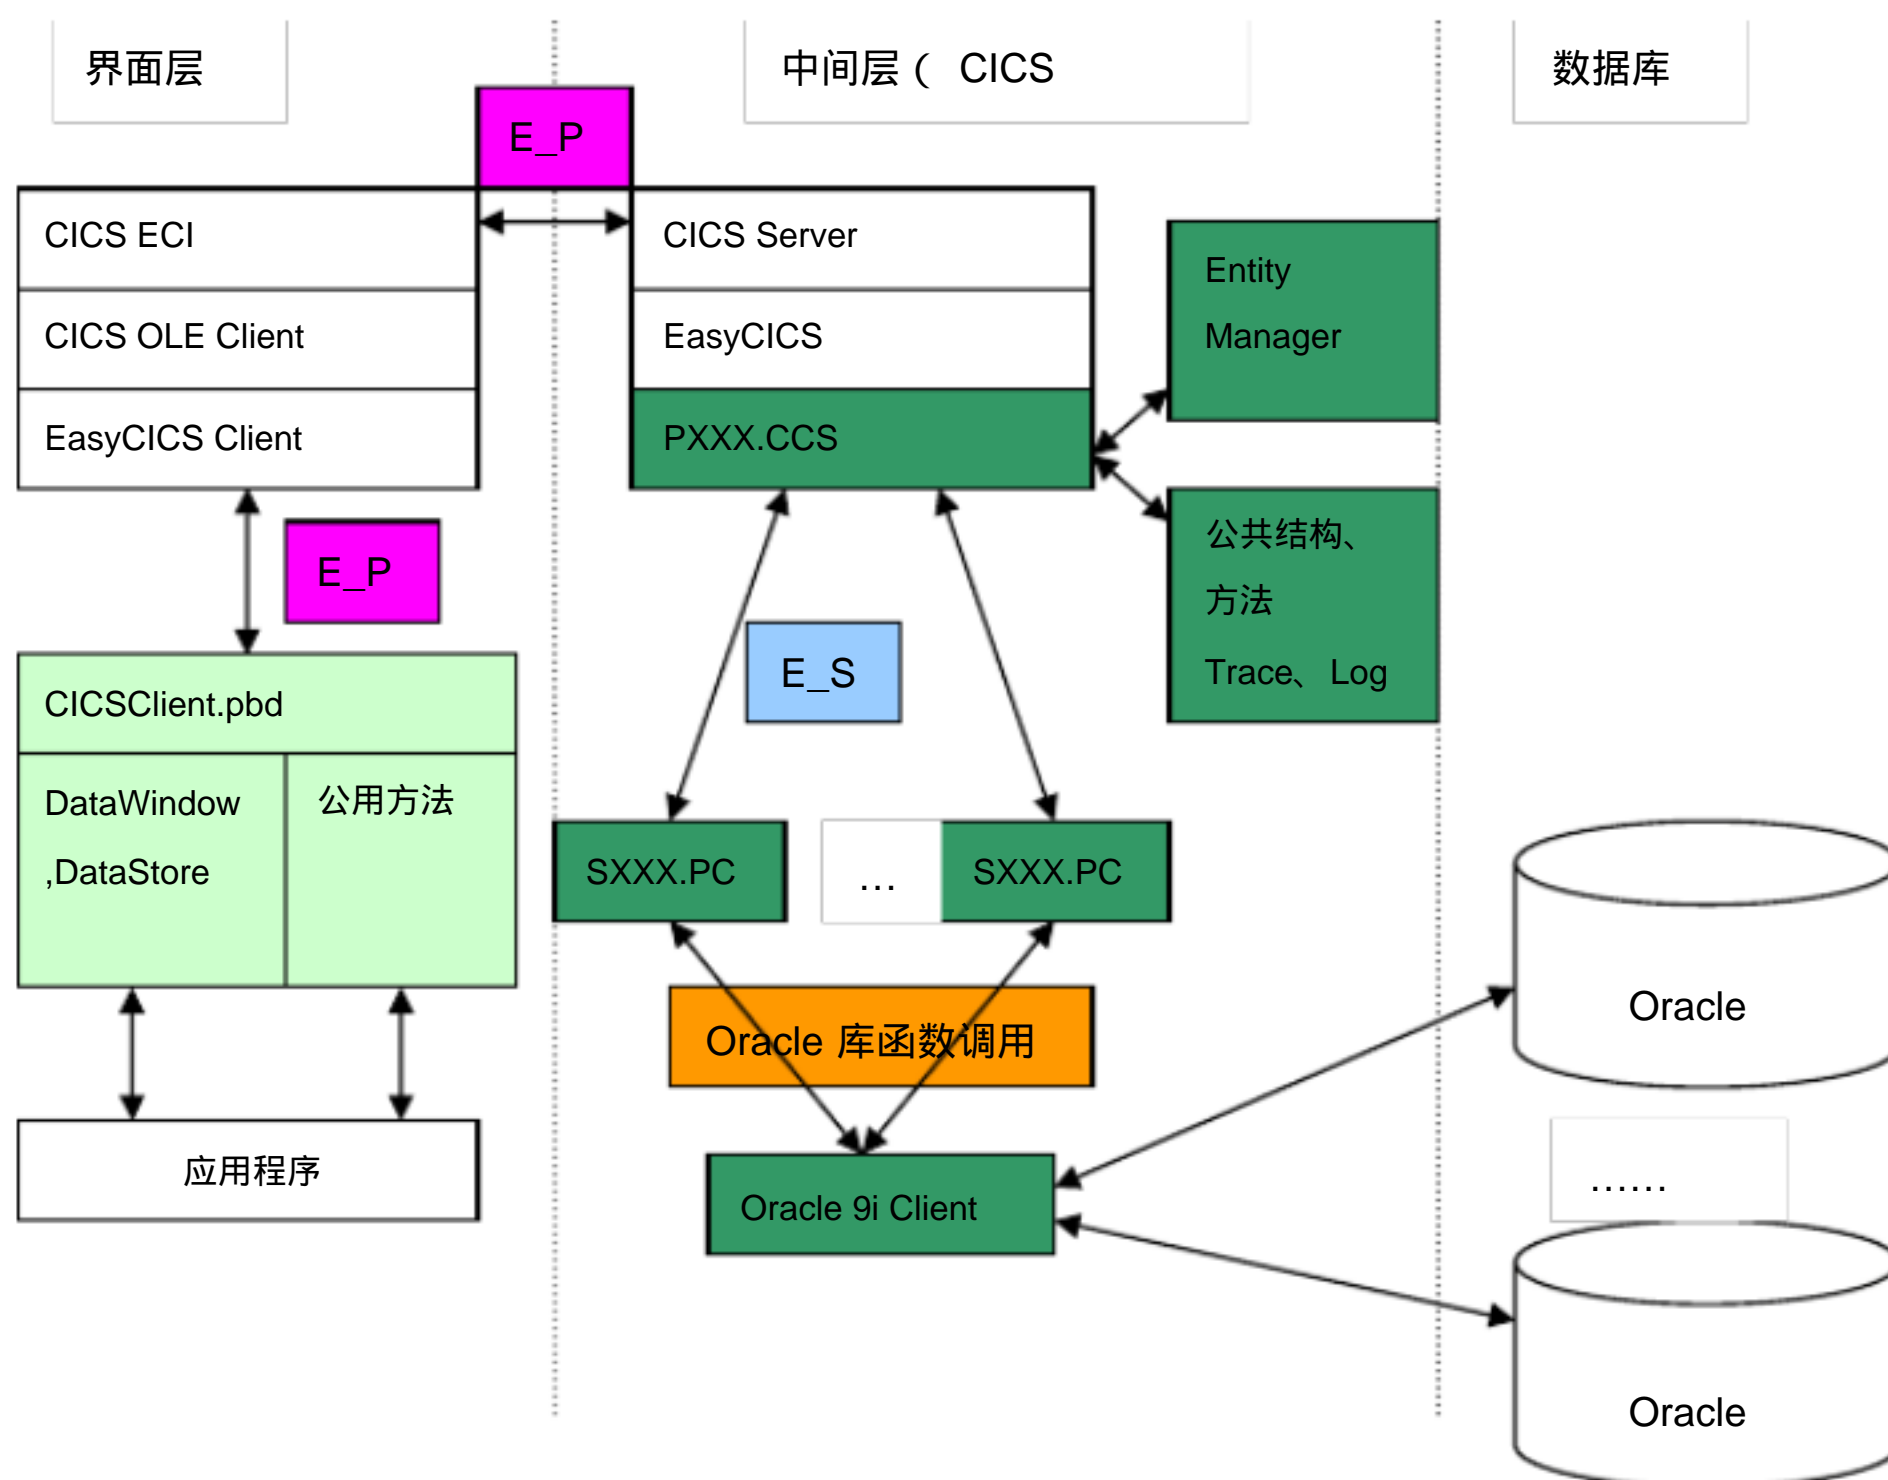 界面层
中间层（ CICS
数据库
E_P
CICS ECI
CICS Server
CICS OLE Client
EasyCICS
EasyCICS Client
PXXX.CCS
Entity
Manager
E_P
公共结构、
方法
Trace、 Log
E_S
CICSClient.pbd
DataWindow
,DataStore
公用方法
SXXX.PC
…
SXXX.PC
Oracle 库函数调用
Oracle
应用程序
Oracle 9i Client
……
Oracle